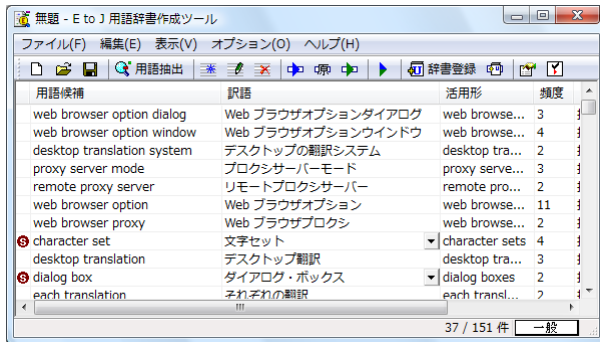 無題 - E to J 用語辞書作成ツール
ファイル(F) 編集(E) 表示(V) オプション(O) ヘルプ(H)
用語抽出 辞書登録
用語候補 訳語 活用形 頻度
web browser option dialog Web ブラウザオプションダイアログ web browse... 3
web browser option window Web ブラウザオプションウインドウ web browse... 4
desktop translation system デスクトップの翻訳システム desktop tra... 2
proxy server mode プロクシサーバーモード proxy serve... 3
remote proxy server リモートプロクシサーバー remote pro... 2
web browser option Web ブラウザオプション web browse... 11
web browser proxy Web ブラウザプロクシ web browse... 2
S character set 文字セット character sets 4
desktop translation デスクトップ翻訳 desktop tra... 3
S dialog box ダイアログ・ボックス dialog boxes 2
each translation それぞれの翻訳 each transl... 2
37 / 151 件 一般